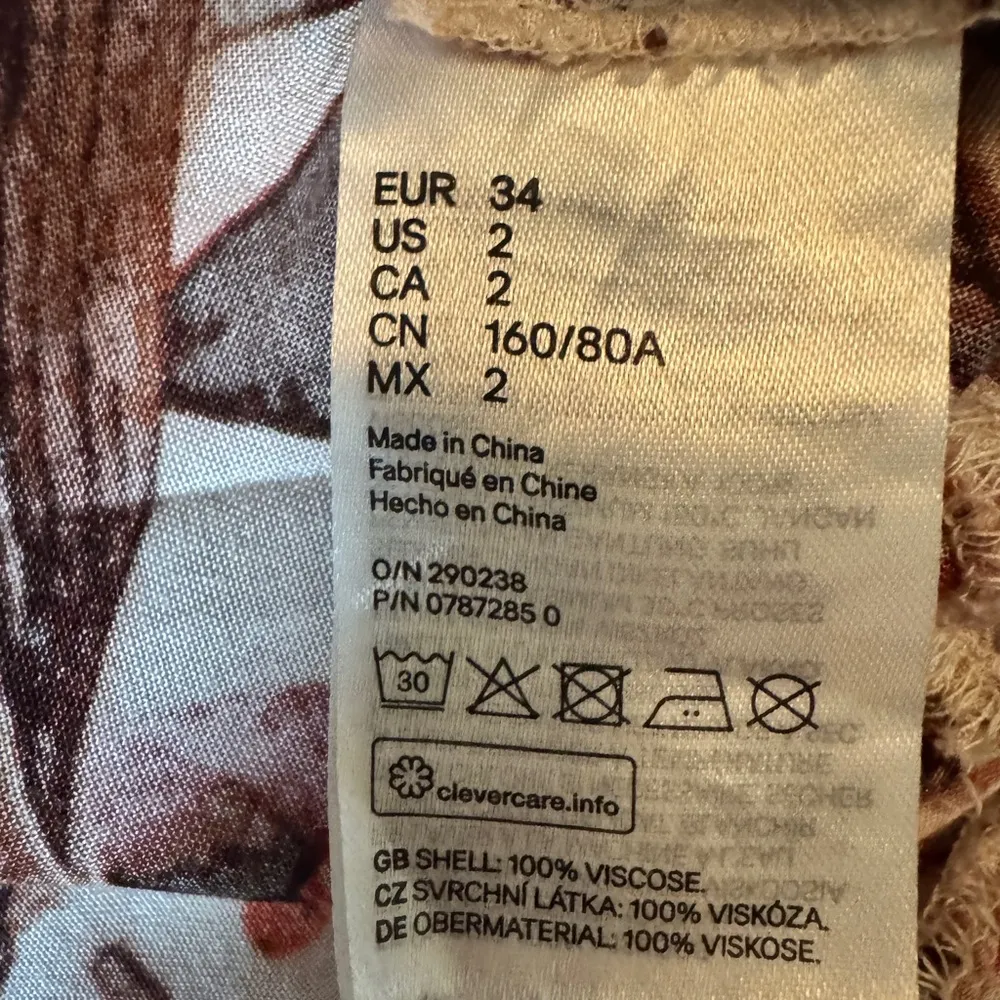 EUR 34
US 2
CA 2
CN 160/80A
MX 2
Made in China
Fabriqué en Chine
Hecho en China
O/N 290238
P/N 0787285 0
30
clevercare.info
GB SHELL: 100% VISCOSE.
CZ SVRCHNÍ LÁTKA: 100% VISKÓZA.
DE OBERMATERIAL: 100% VISKOSE.